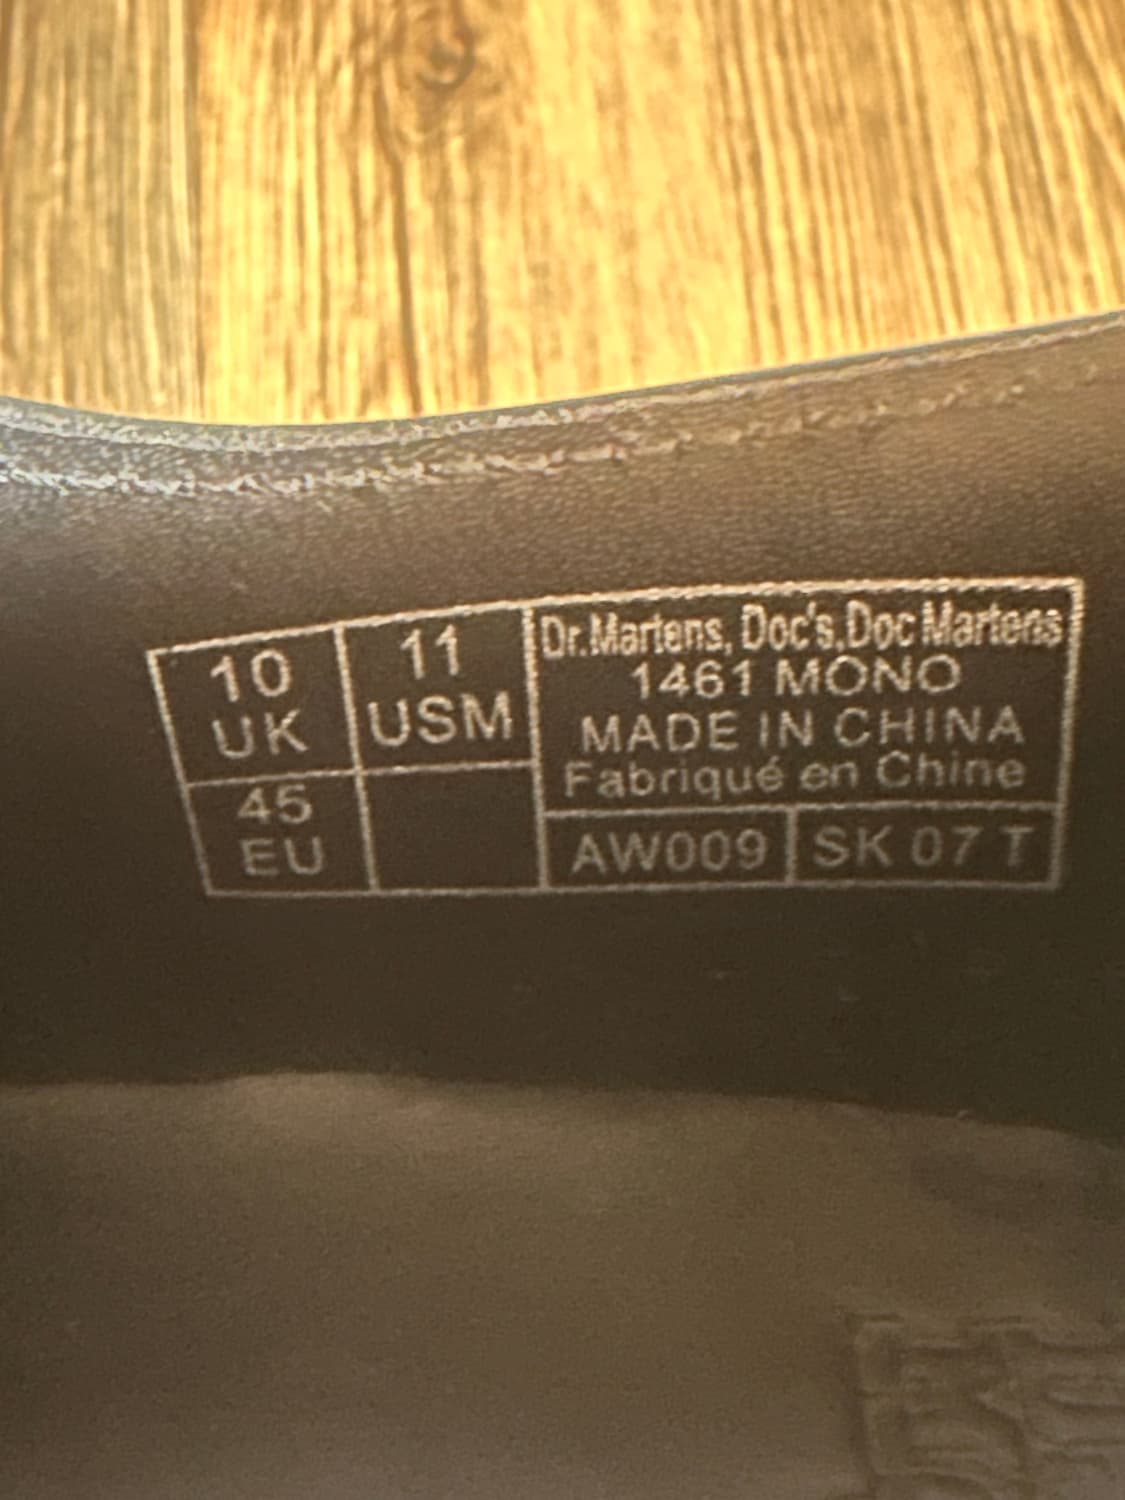 10
UK
11
USM
45
EU
Dr.Martens, Doc's, Doc Martens
1461 MONO
MADE IN CHINA
Fabriqué en Chine
AW009
SK 07 T